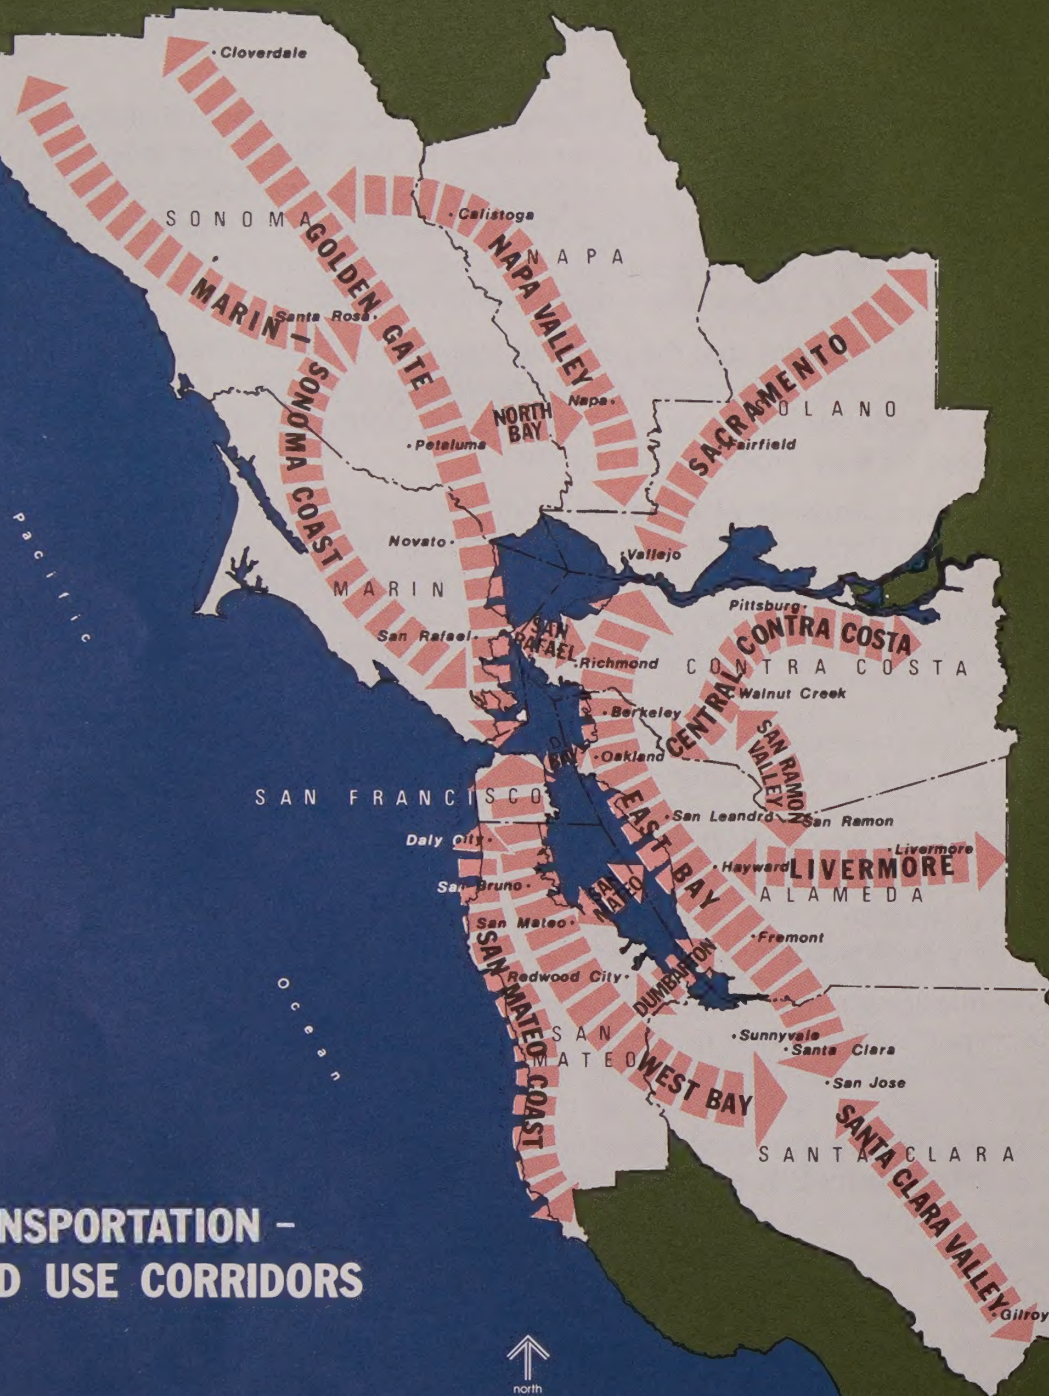 Cloverdale
SONOMA
Calistoga
NAPA
GOLDEN GATE
NAPA VALLEY
MARIN - SONOMA COAST
Santa Rosa
SACRAMENTO
SOLANO
Napa
NORTH
BAY
Petaluma
Fairfield
Novato
Vallejo
MARIN
Pittsburg
San Rafael
SAN
RAFAEL
Richmond
CENTRAL CONTRA COSTA
CONTRA COSTA
Walnut Creek
Berkeley
SAN RAMON
VALLEY
BAY
Oakland
SAN FRANCISCO
EAST BAY
San Leandro
San Ramon
Daly City
Livermore
Hayward
LIVERMORE
San Bruno
SAN
MATEO
ALAMEDA
San Mateo
Fremont
SAN MATEO COAST
Redwood City
DUMBARTON
SAN
MATEO
Sunnyvale
Santa Clara
WEST BAY
San Jose
SANTA CLARA
SANTA CLARA VALLEY
Gilroy
Pacific
Ocean
NSPORTATION -
D USE CORRIDORS
north